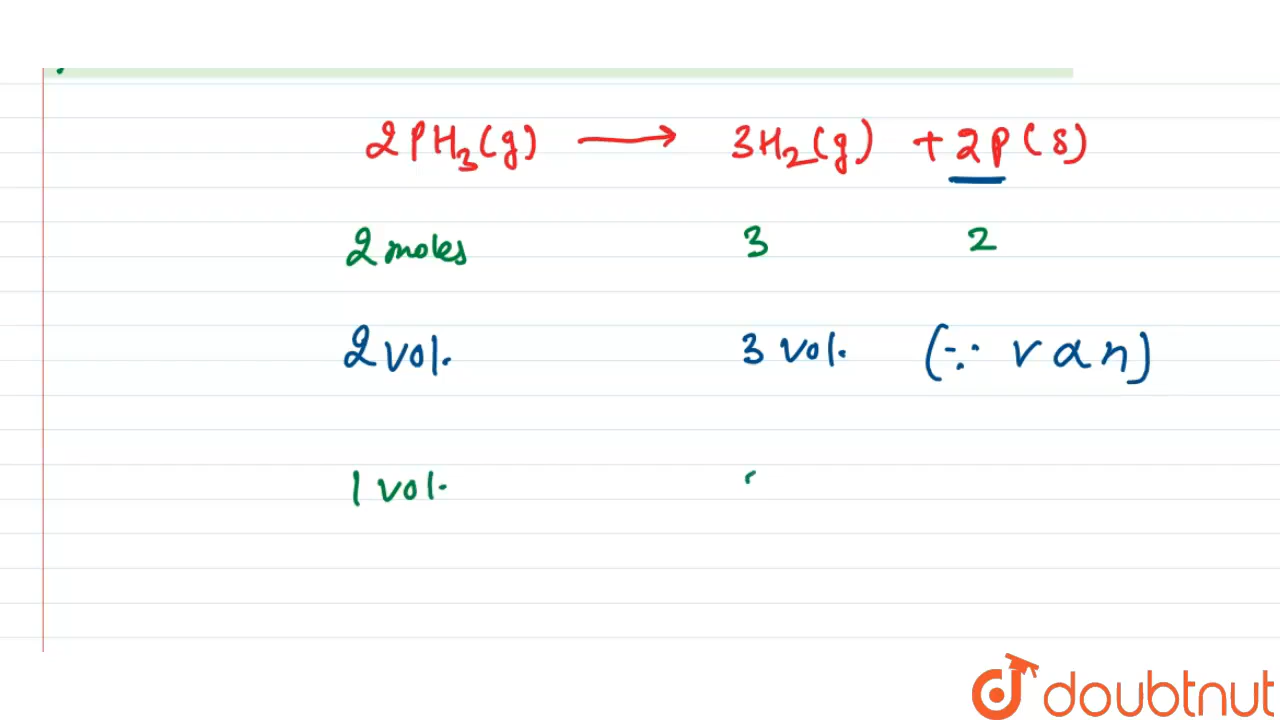 2PH₃(g) ⟶ 3H₂(g) + 2P(s)
2 moles 3 2
2 vol. 3 vol. (∵ V α n)
1 vol.
doubtnut